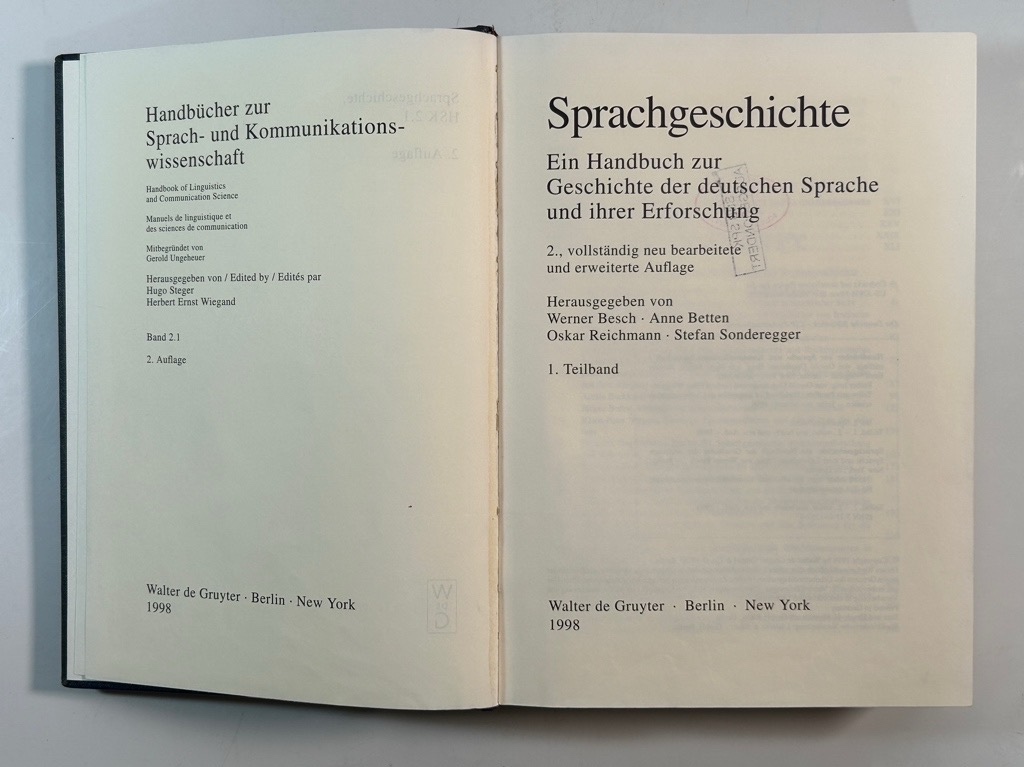 Handbücher zur
Sprach- und Kommunikations-
wissenschaft
Handbook of Linguistics
and Communication Science
Manuels de linguistique et
des sciences de communication
Mitbegründet von
Gerold Ungeheuer
Herausgegeben von / Edited by / Edités par
Hugo Steger
Herbert Ernst Wiegand
Band 2.1
2. Auflage
Walter de Gruyter · Berlin · New York
1998
Sprachgeschichte
Ein Handbuch zur
Geschichte der deutschen Sprache
und ihrer Erforschung
2., vollständig neu bearbeitete
und erweiterte Auflage
Herausgegeben von
Werner Besch · Anne Betten
Oskar Reichmann · Stefan Sonderegger
1. Teilband
Walter de Gruyter · Berlin · New York
1998